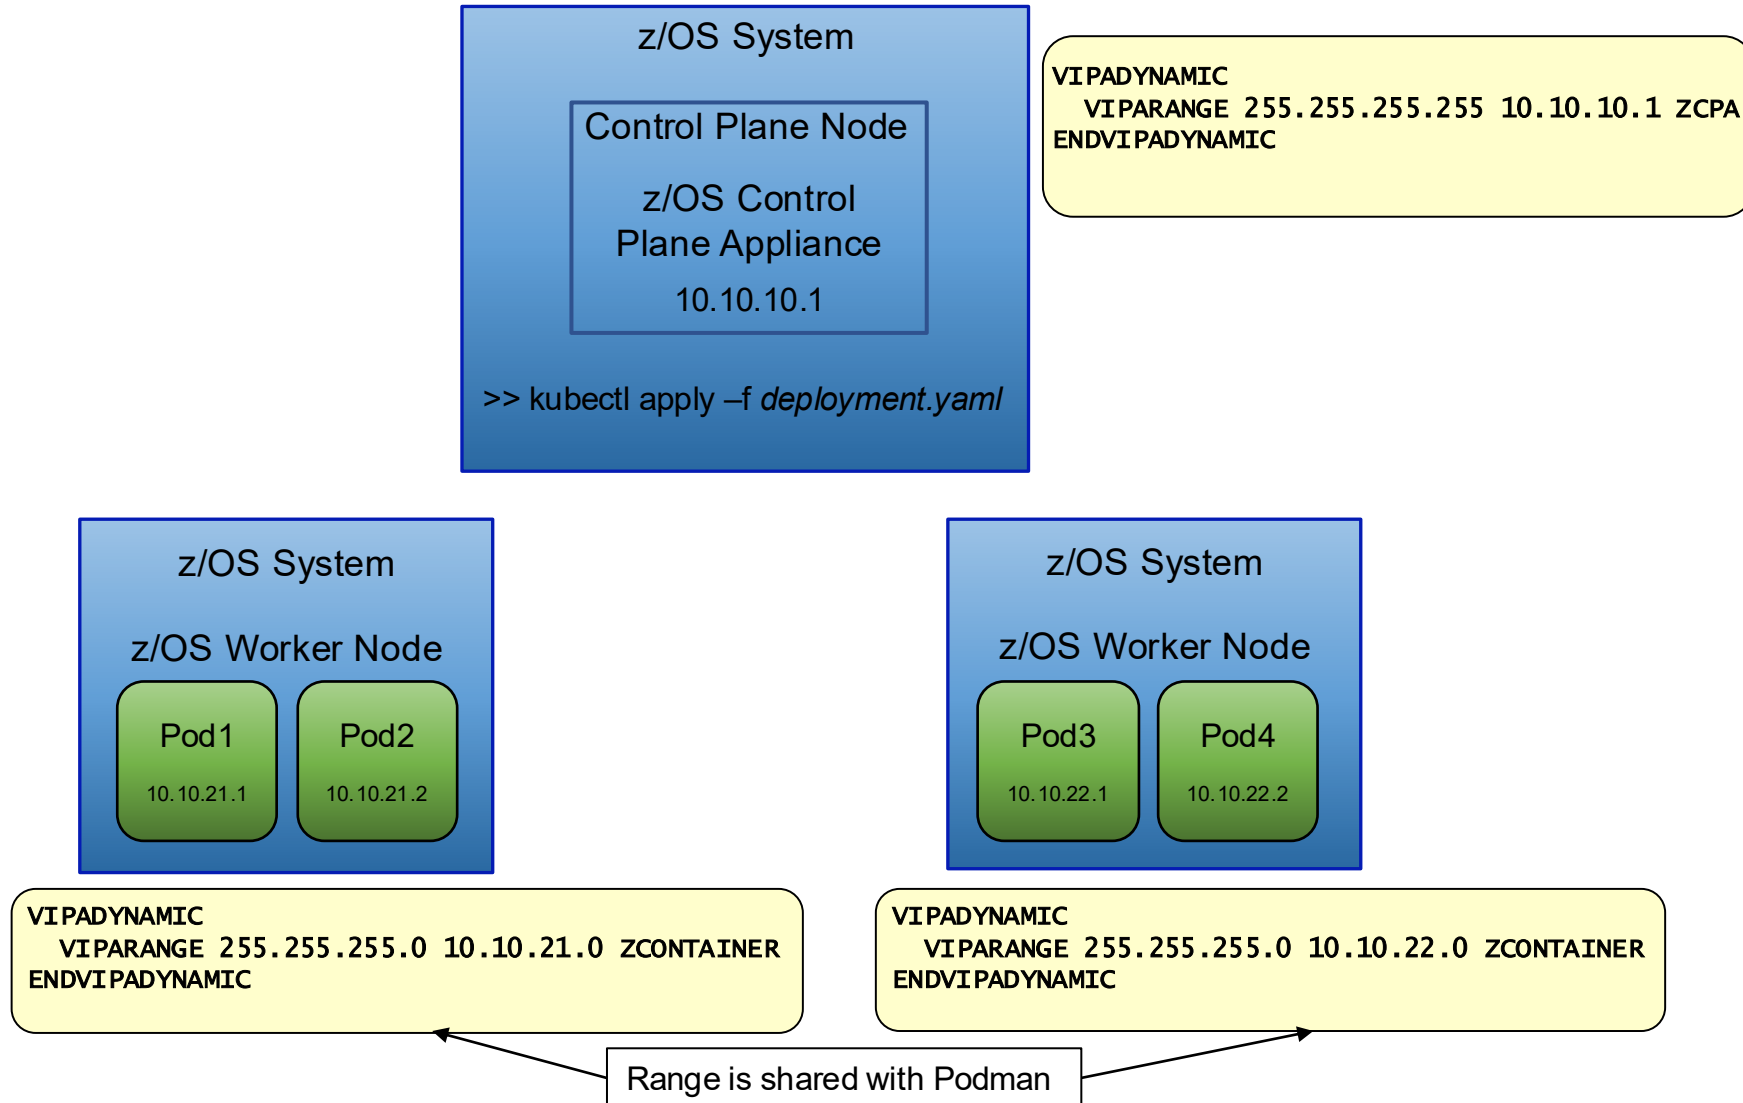 z/OS System
Control Plane Node
z/OS Control
Plane Appliance
10.10.10.1
>> kubectl apply –f deployment.yaml
VIPADYNAMIC
VIPARANGE 255.255.255.255 10.10.10.1 ZCPA
ENDVIPADYNAMIC
z/OS System
z/OS Worker Node
Pod1
10.10.21.1
Pod2
10.10.21.2
VIPADYNAMIC
VIPARANGE 255.255.255.0 10.10.21.0 ZCONTAINER
ENDVIPADYNAMIC
z/OS System
z/OS Worker Node
Pod3
10.10.22.1
Pod4
10.10.22.2
VIPADYNAMIC
VIPARANGE 255.255.255.0 10.10.22.0 ZCONTAINER
ENDVIPADYNAMIC
Range is shared with Podman